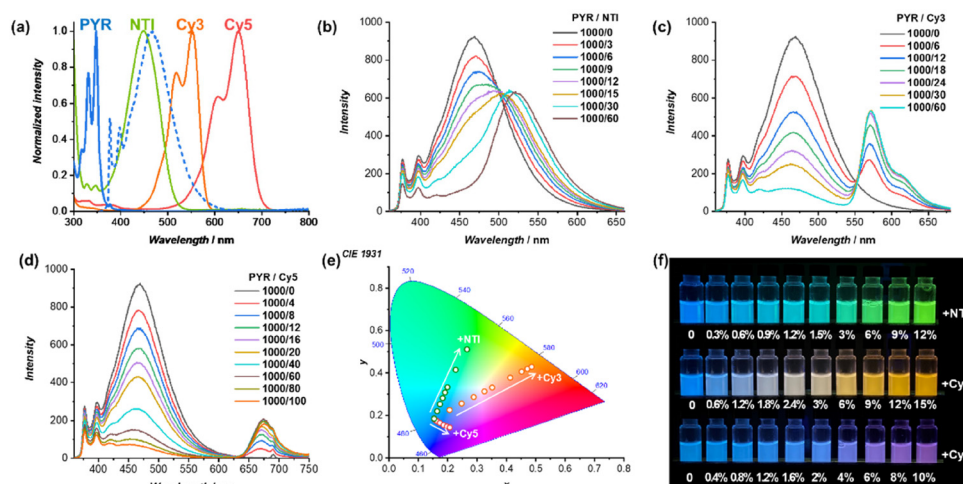 (a)
PYR NTI Cy3 Cy5
Normalized intensity
1.0
0.8
0.6
0.4
0.2
0.0
300 400 500 600 700 800
Wavelength / nm
(b)
PYR / NTI
1000/0
1000/3
1000/6
1000/9
1000/12
1000/15
1000/30
1000/60
Intensity
1000
800
600
400
200
0
400 450 500 550 600 650
Wavelength / nm
(c)
PYR / Cy3
1000/0
1000/6
1000/12
1000/18
1000/24
1000/30
1000/60
Intensity
1000
800
600
400
200
0
400 450 500 550 600 650
Wavelength / nm
(d)
PYR / Cy5
1000/0
1000/4
1000/8
1000/12
1000/16
1000/20
1000/40
1000/60
1000/80
1000/100
Intensity
1000
800
600
400
200
0
350 400 450 500 550 600 650 700 750
(e) CIE 1931
y
0.8
0.6
0.4
0.2
0.0
0.0 0.1 0.2 0.3 0.4 0.5 0.6 0.7 0.8
520
540
560
500
580
600
620
480
460
+NTI
+Cy3
+Cy5
(f)
+NT
0 0.3% 0.6% 0.9% 1.2% 1.5% 3% 6% 9% 12%
+Cy
0 0.6% 1.2% 1.8% 2.4% 3% 6% 9% 12% 15%
+Cy
0 0.4% 0.8% 1.2% 1.6% 2% 4% 6% 8% 10%